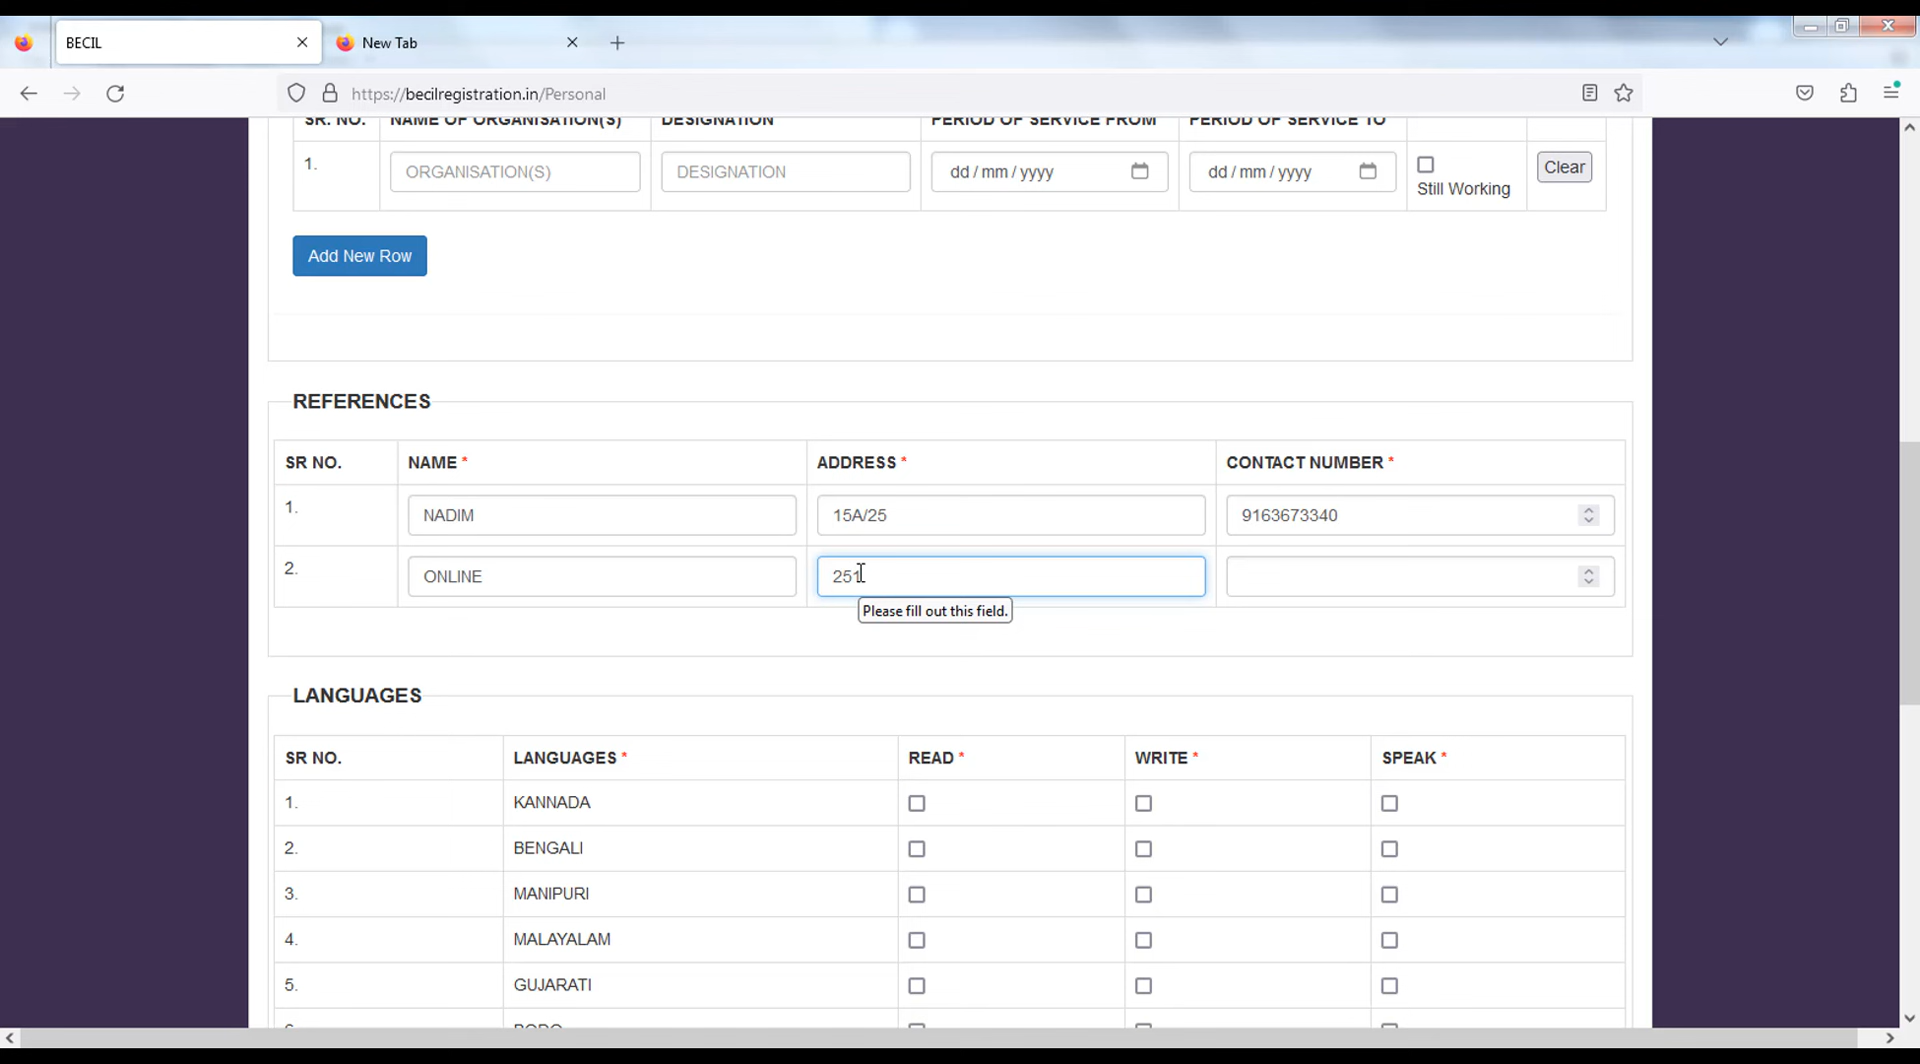 BECIL
New Tab
https://becilregistration.in/Personal
SR. NO. NAME OF ORGANISATION(S) DESIGNATION PERIOD OF SERVICE FROM PERIOD OF SERVICE TO
1. ORGANISATION(S) DESIGNATION dd / mm / yyyy dd / mm / yyyy Still Working Clear
Add New Row
REFERENCES
SR NO. NAME * ADDRESS * CONTACT NUMBER *
1. NADIM 15A/25 9163673340
2. ONLINE 251
Please fill out this field.
LANGUAGES
SR NO. LANGUAGES * READ * WRITE * SPEAK *
1. KANNADA
2. BENGALI
3. MANIPURI
4. MALAYALAM
5. GUJARATI